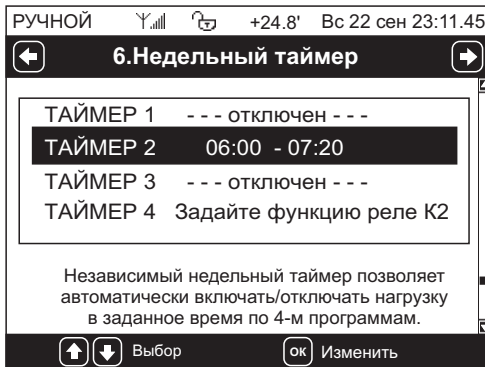 РУЧНОЙ +24.8' Вс 22 сен 23:11.45
6.Недельный таймер
ТАЙМЕР 1 - - - отключен - - -
ТАЙМЕР 2 06:00 - 07:20
ТАЙМЕР 3 - - - отключен - - -
ТАЙМЕР 4 Задайте функцию реле К2
Независимый недельный таймер позволяет
автоматически включать/отключать нагрузку
в заданное время по 4-м программам.
Выбор ОК Изменить